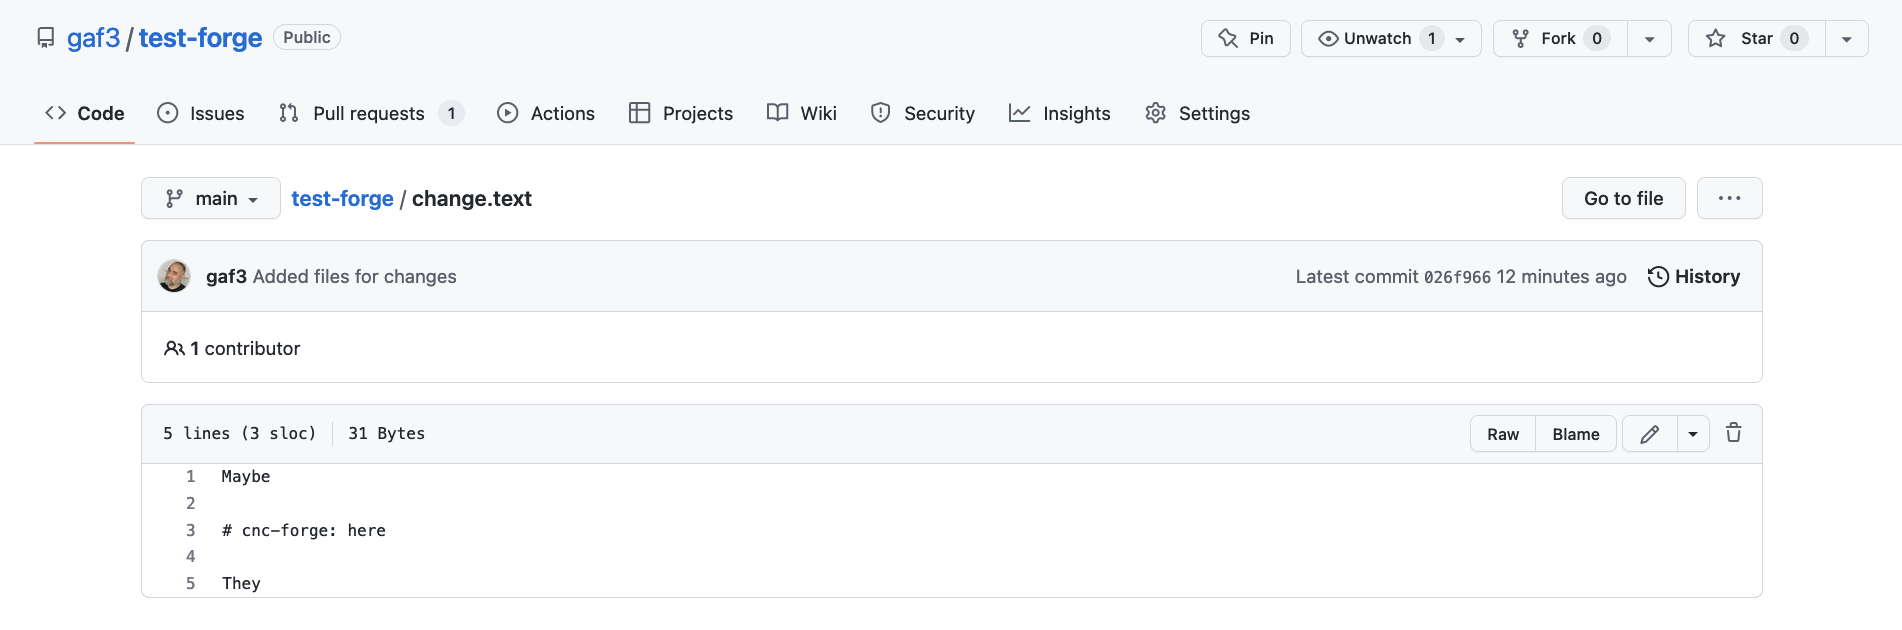 gaf3 / test-forge Public Pin Unwatch 1 Fork 0 Star 0
Code Issues Pull requests 1 Actions Projects Wiki Security Insights Settings
main test-forge / change.text Go to file ...
gaf3 Added files for changes Latest commit 026f966 12 minutes ago History
1 contributor
5 lines (3 sloc) 31 Bytes Raw Blame
1 Maybe
2
3 # cnc-forge: here
4
5 They